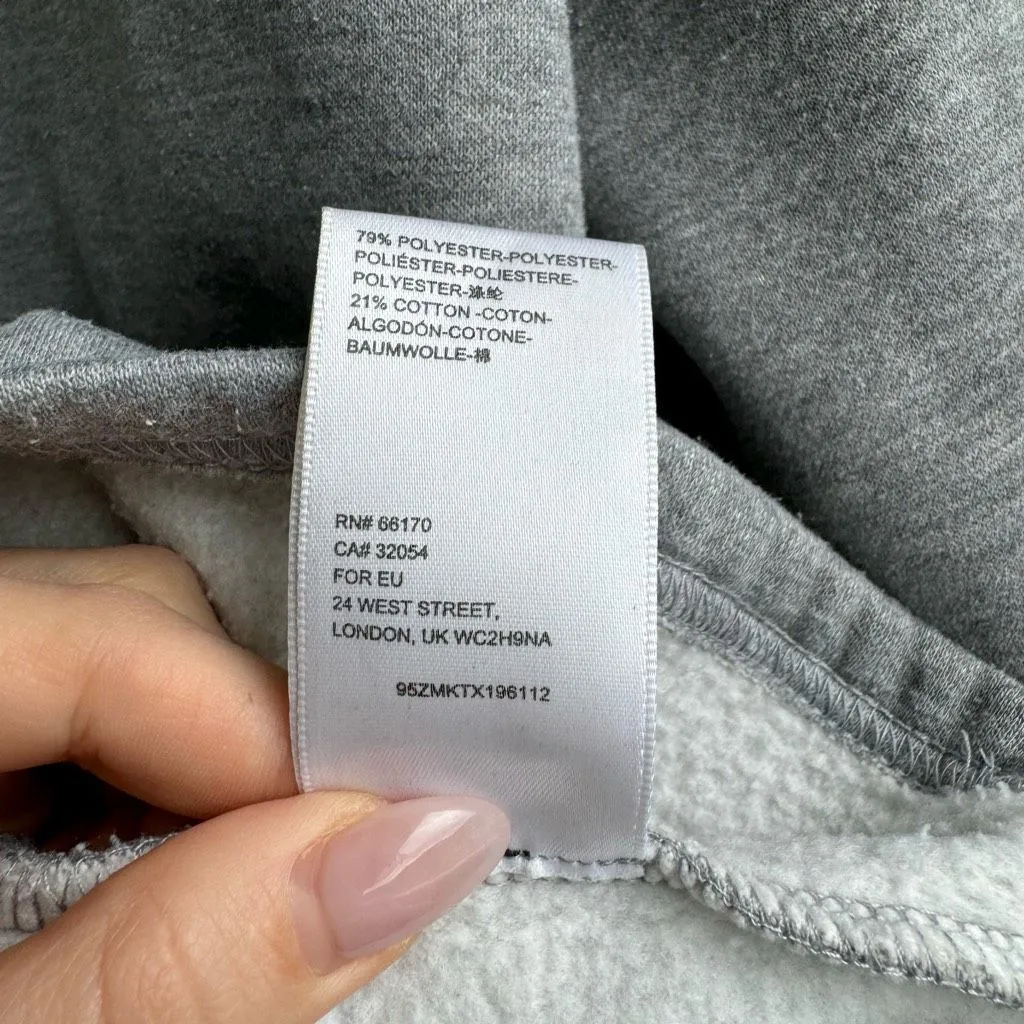 79% POLYESTER-POLYESTER-
POLIÉSTER-POLIESTERE-
POLYESTER-涤纶
21% COTTON -COTON-
ALGODÓN-COTONE-
BAUMWOLLE-棉
RN# 66170
CA# 32054
FOR EU
24 WEST STREET,
LONDON, UK WC2H9NA
95ZMKTX196112